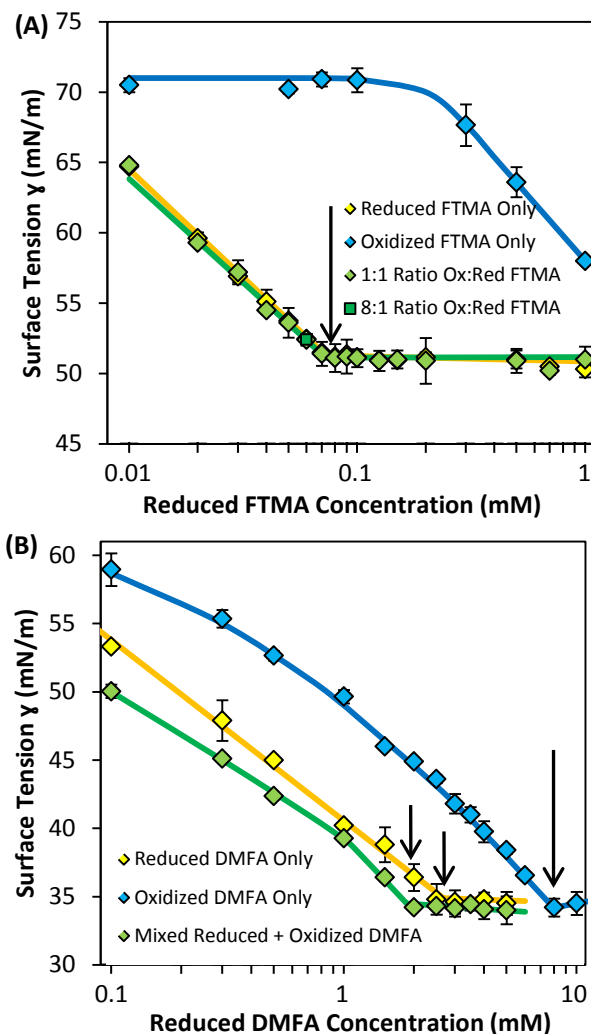 (A)
Surface Tension γ (mN/m)
75
70
65
60
55
50
45
Reduced FTMA Only
Oxidized FTMA Only
1:1 Ratio Ox:Red FTMA
8:1 Ratio Ox:Red FTMA
0.01
0.1
1
Reduced FTMA Concentration (mM)
(B)
Surface Tension γ (mN/m)
60
55
50
45
40
35
30
Reduced DMFA Only
Oxidized DMFA Only
Mixed Reduced + Oxidized DMFA
0.1
1
10
Reduced DMFA Concentration (mM)